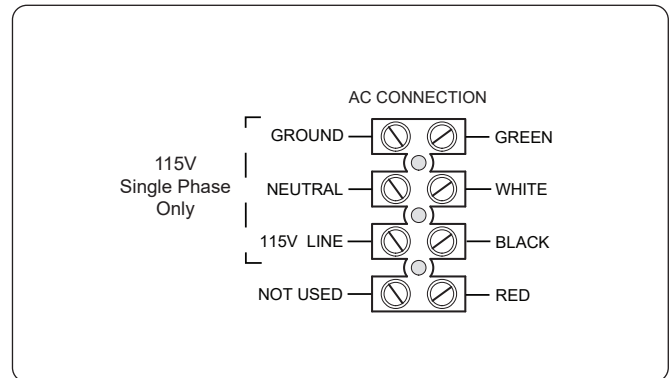 AC CONNECTION
GROUND
GREEN
115V
Single Phase
Only
NEUTRAL
WHITE
115V LINE
BLACK
NOT USED
RED